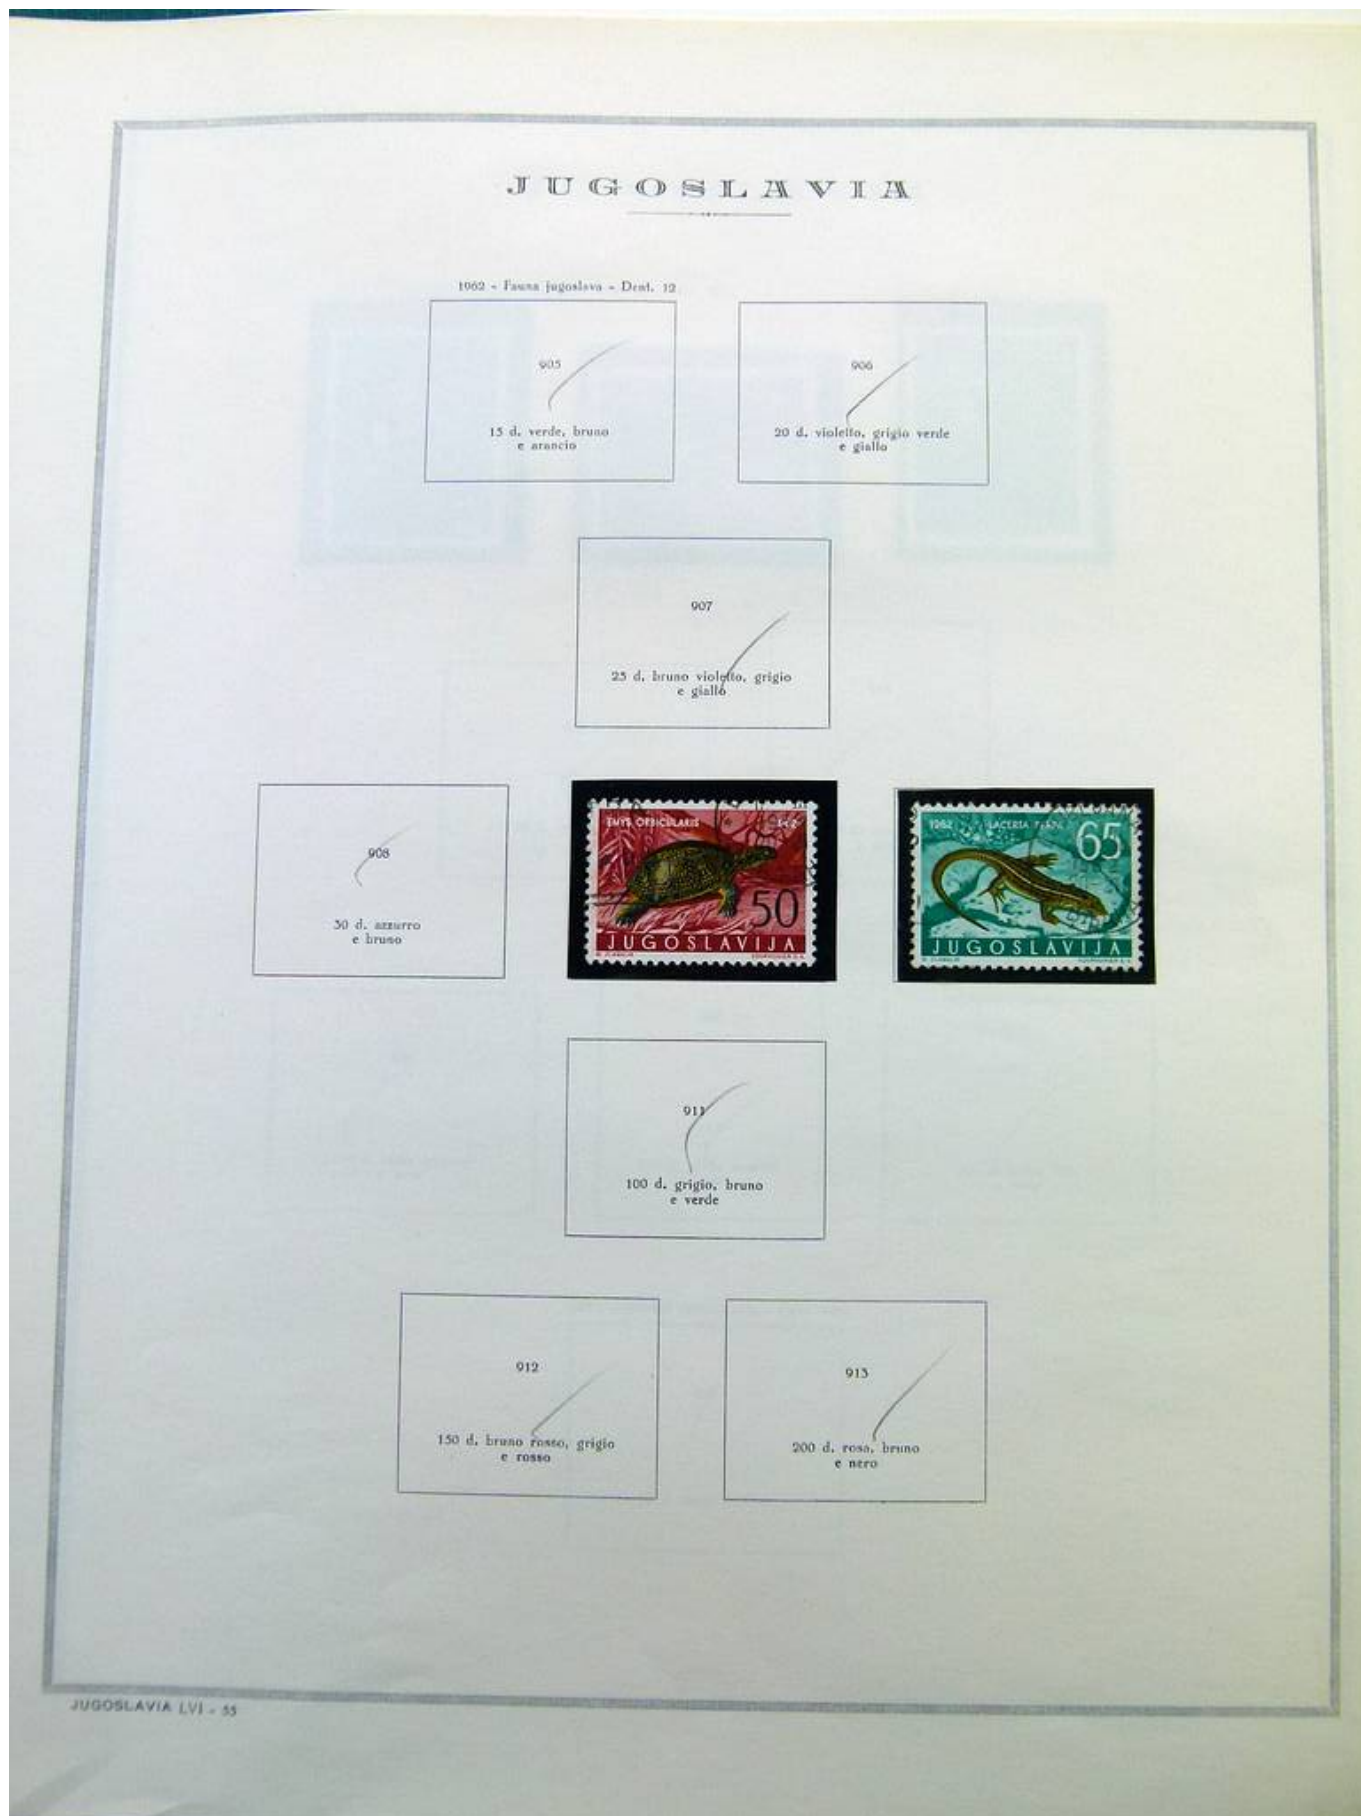 JUGOSLAVIA
1962 - Fauna jugoslava - Dent. 12
905
15 d. verde, bruno
e arancio
906
20 d. violetto, grigio verde
e giallo
907
25 d. bruno violetto, grigio
e giallo
908
30 d. azzurro
e bruno
EMYS ORBICULARIS
50
JUGOSLAVIJA
1962 LACERTA
65
JUGOSLAVIJA
911
100 d. grigio, bruno
e verde
912
150 d. bruno rosso, grigio
e rosso
913
200 d. rosa, bruno
e nero
JUGOSLAVIA LVI - 55